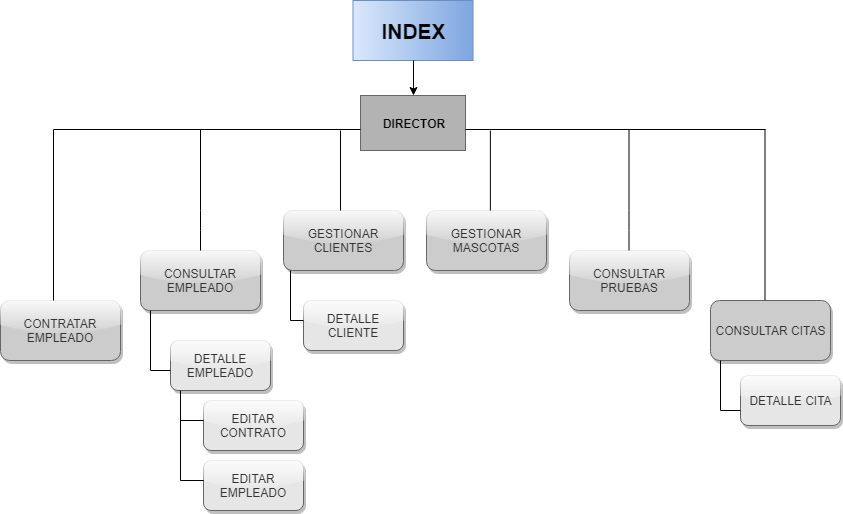 INDEX
DIRECTOR
GESTIONAR
CLIENTES
GESTIONAR
MASCOTAS
CONSULTAR
EMPLEADO
CONSULTAR
PRUEBAS
CONTRATAR
EMPLEADO
DETALLE
CLIENTE
CONSULTAR CITAS
DETALLE
EMPLEADO
DETALLE CITA
EDITAR
CONTRATO
EDITAR
EMPLEADO